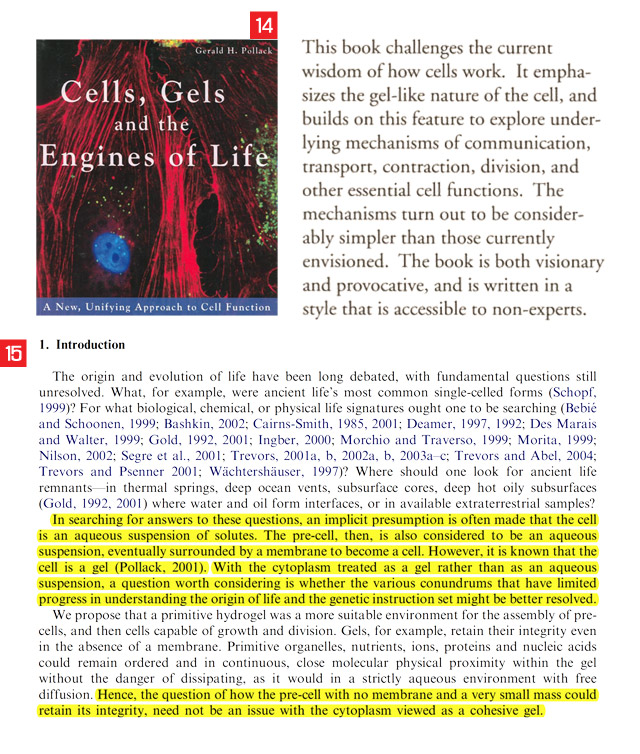 14
Gerald H. Pollack
Cells, Gels
and the
Engines of Life
A New, Unifying Approach to Cell Function
This book challenges the current
wisdom of how cells work. It empha-
sizes the gel-like nature of the cell, and
builds on this feature to explore under-
lying mechanisms of communication,
transport, contraction, division, and
other essential cell functions. The
mechanisms turn out to be consider-
ably simpler than those currently
envisioned. The book is both visionary
and provocative, and is written in a
style that is accessible to non-experts.
15
1. Introduction
The origin and evolution of life have been long debated, with fundamental questions still
unresolved. What, for example, were ancient life's most common single-celled forms (Schopf,
1999)? For what biological, chemical, or physical life signatures ought one to be searching (Bebié
and Schoonen, 1999; Bashkin, 2002; Cairns-Smith, 1985, 2001; Deamer, 1997, 1992; Des Marais
and Walter, 1999; Gold, 1992, 2001; Ingber, 2000; Morchio and Traverso, 1999; Morita, 1999;
Nilson, 2002; Segre et al., 2001; Trevors, 2001a, b, 2002a, b, 2003a–c; Trevors and Abel, 2004;
Trevors and Psenner 2001; Wächtershäuser, 1997)? Where should one look for ancient life
remnants—in thermal springs, deep ocean vents, subsurface cores, deep hot oily subsurfaces
(Gold, 1992, 2001) where water and oil form interfaces, or in available extraterrestrial samples?
In searching for answers to these questions, an implicit presumption is often made that the cell
is an aqueous suspension of solutes. The pre-cell, then, is also considered to be an aqueous
suspension, eventually surrounded by a membrane to become a cell. However, it is known that the
cell is a gel (Pollack, 2001). With the cytoplasm treated as a gel rather than as an aqueous
suspension, a question worth considering is whether the various conundrums that have limited
progress in understanding the origin of life and the genetic instruction set might be better resolved.
We propose that a primitive hydrogel was a more suitable environment for the assembly of pre-
cells, and then cells capable of growth and division. Gels, for example, retain their integrity even
in the absence of a membrane. Primitive organelles, nutrients, ions, proteins and nucleic acids
could remain ordered and in continuous, close molecular physical proximity within the gel
without the danger of dissipating, as it would in a strictly aqueous environment with free
diffusion. Hence, the question of how the pre-cell with no membrane and a very small mass could
retain its integrity, need not be an issue with the cytoplasm viewed as a cohesive gel.